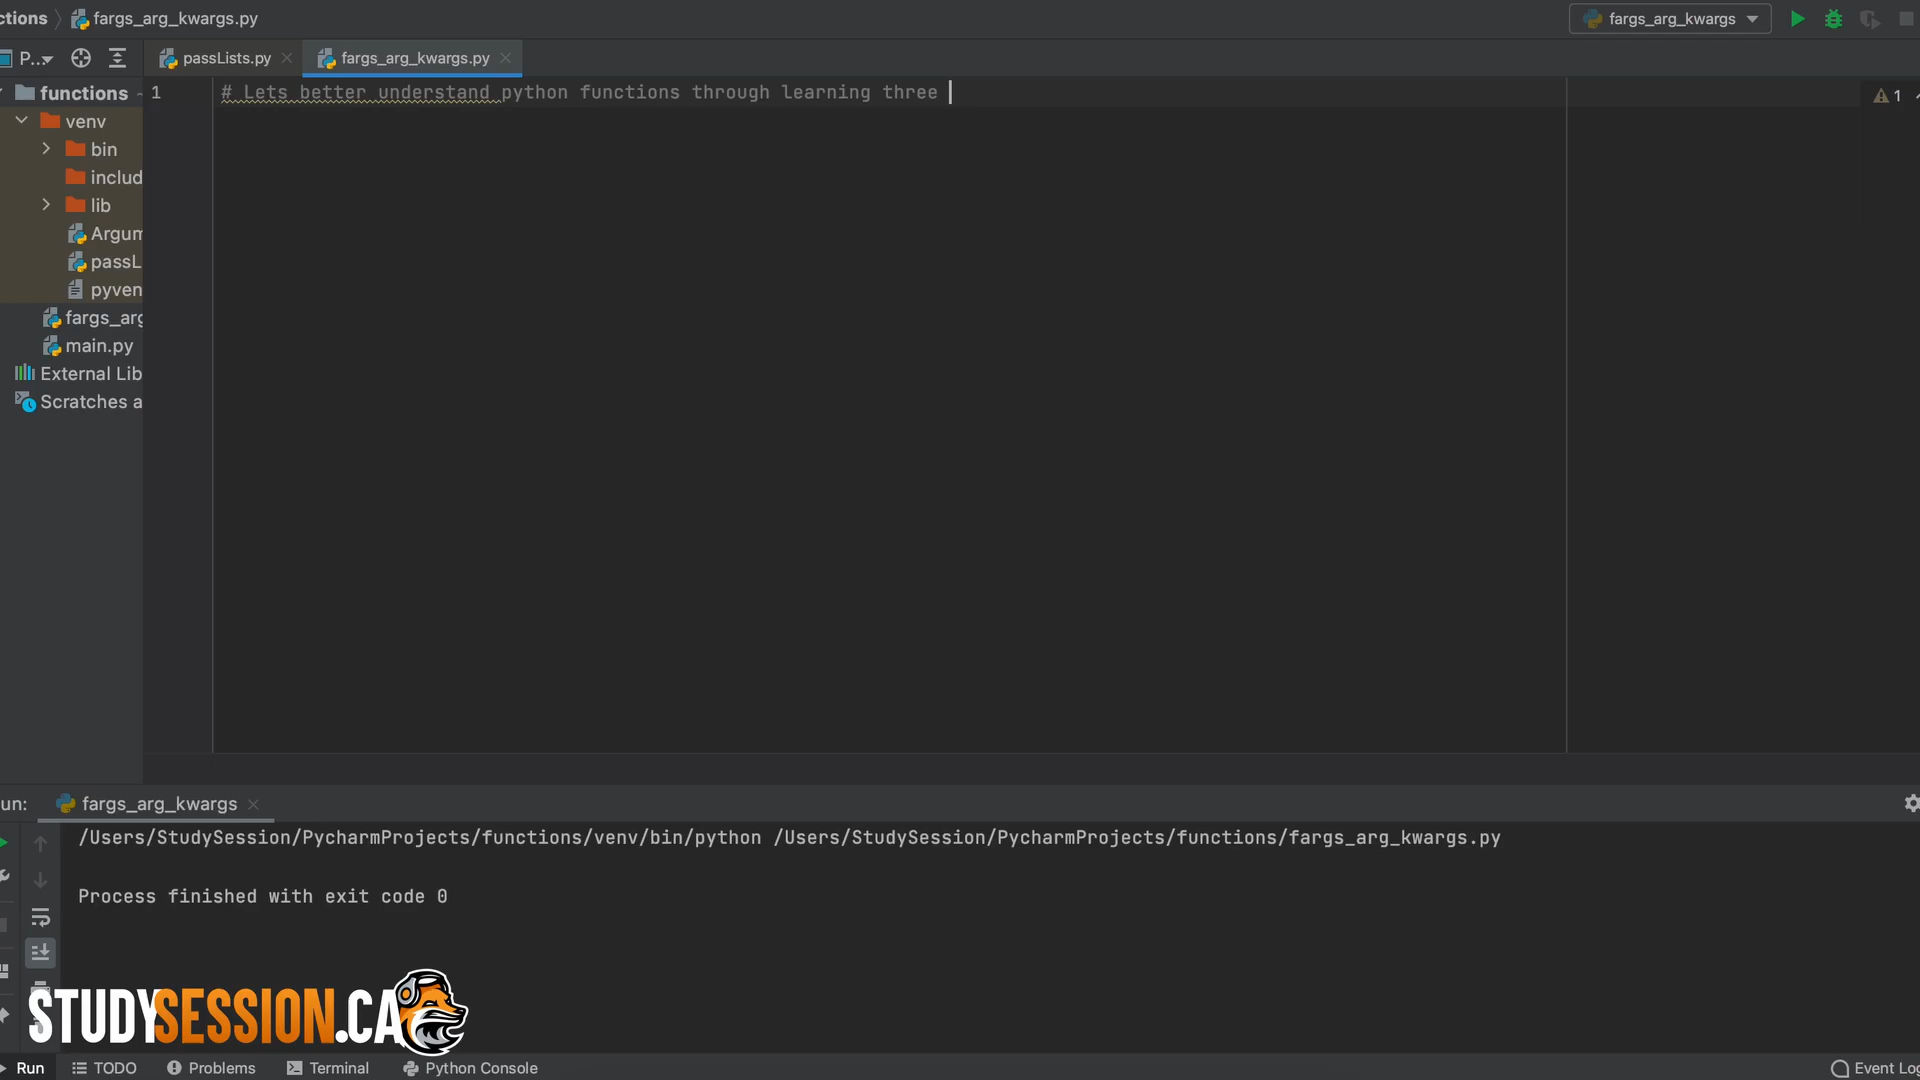 ctions fargs_arg_kwargs.py fargs_arg_kwargs
P... passLists.py fargs_arg_kwargs.py
functions
venv
bin
includ
lib
Argum
passL
pyven
fargs_arg
main.py
External Lib
Scratches a
1 # Lets better understand python functions through learning three
1
un: fargs_arg_kwargs
/Users/StudySession/PycharmProjects/functions/venv/bin/python /Users/StudySession/PycharmProjects/functions/fargs_arg_kwargs.py
Process finished with exit code 0
STUDYSESSION.CA
Run TODO Problems Terminal Python Console Event Log